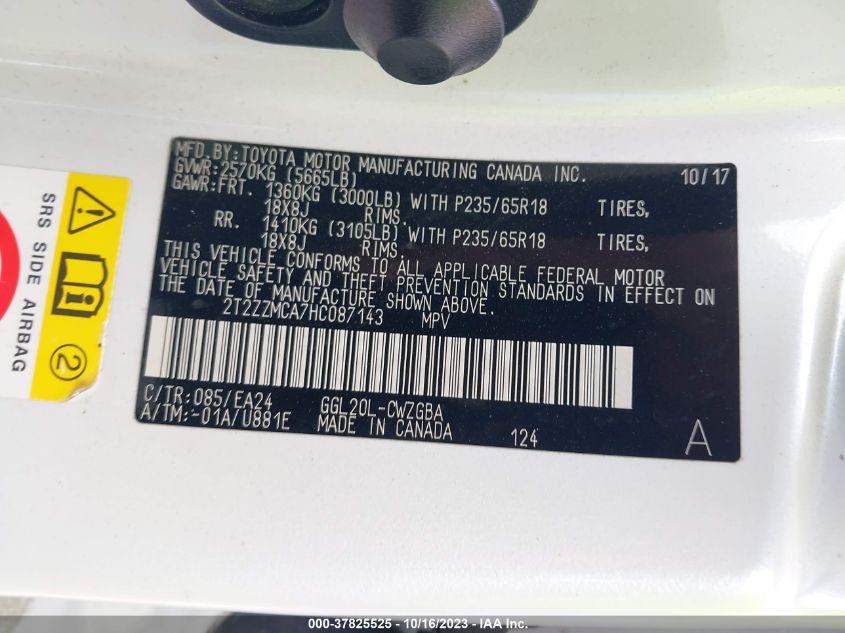 MFD.BY:TOYOTA MOTOR MANUFACTURING CANADA INC. 10/17
GVWR:2570KG (5665LB)
GAWR:FRT. 1360KG (3000LB) WITH P235/65R18 TIRES,
18X8J RIMS.
RR. 1410KG (3105LB) WITH P235/65R18 TIRES,
18X8J RIMS.
THIS VEHICLE CONFORMS TO ALL APPLICABLE FEDERAL MOTOR
VEHICLE SAFETY AND THEFT PREVENTION STANDARDS IN EFFECT ON
THE DATE OF MANUFACTURE SHOWN ABOVE.
2T2ZZMCA7HC087143 MPV
C/TR:085/EA24 GGL20L-CWZGBA
A/TM:-01A/U881E MADE IN CANADA 124 A
SRS SIDE AIRBAG
2
000-37825525 - 10/16/2023 - IAA Inc.